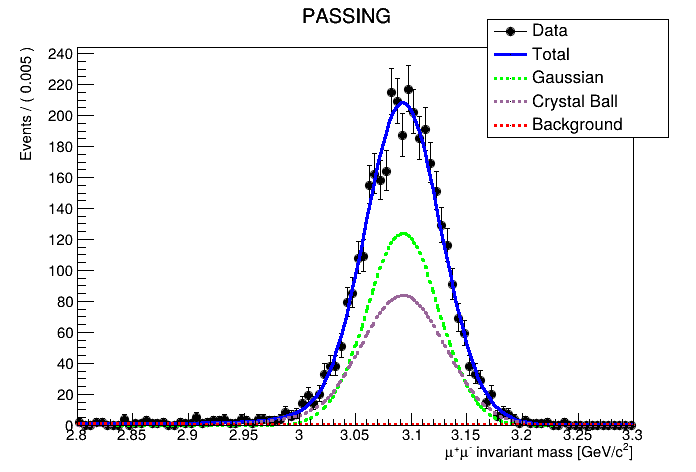 PASSING
Data
Total
Gaussian
Crystal Ball
Background
Events / ( 0.005 )
240
220
200
180
160
140
120
100
80
60
40
20
0
2.8 2.85 2.9 2.95 3 3.05 3.1 3.15 3.2 3.25 3.3
μ⁺μ⁻ invariant mass [GeV/c²]